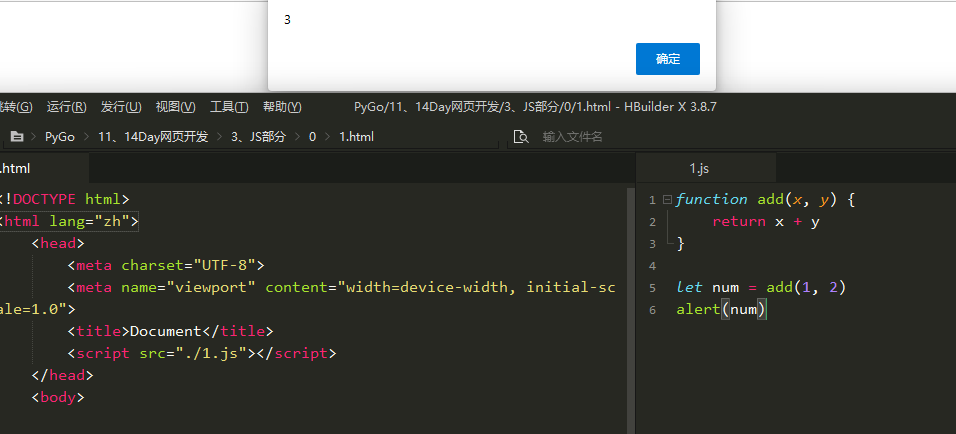 3
确定
跳转(G) 运行(R) 发行(U) 视图(V) 工具(T) 帮助(Y) PyGo/11、14Day网页开发/3、JS部分/0/1.html - HBuilder X 3.8.7
PyGo 11、14Day网页开发 3、JS部分 0 1.html 输入文件名
.html 1.js
<!DOCTYPE html>
<html lang="zh">
<head>
<meta charset="UTF-8">
<meta name="viewport" content="width=device-width, initial-sc
ale=1.0">
<title>Document</title>
<script src="./1.js"></script>
</head>
<body>
1 function add(x, y) {
2 return x + y
3 }
4
5 let num = add(1, 2)
6 alert(num)